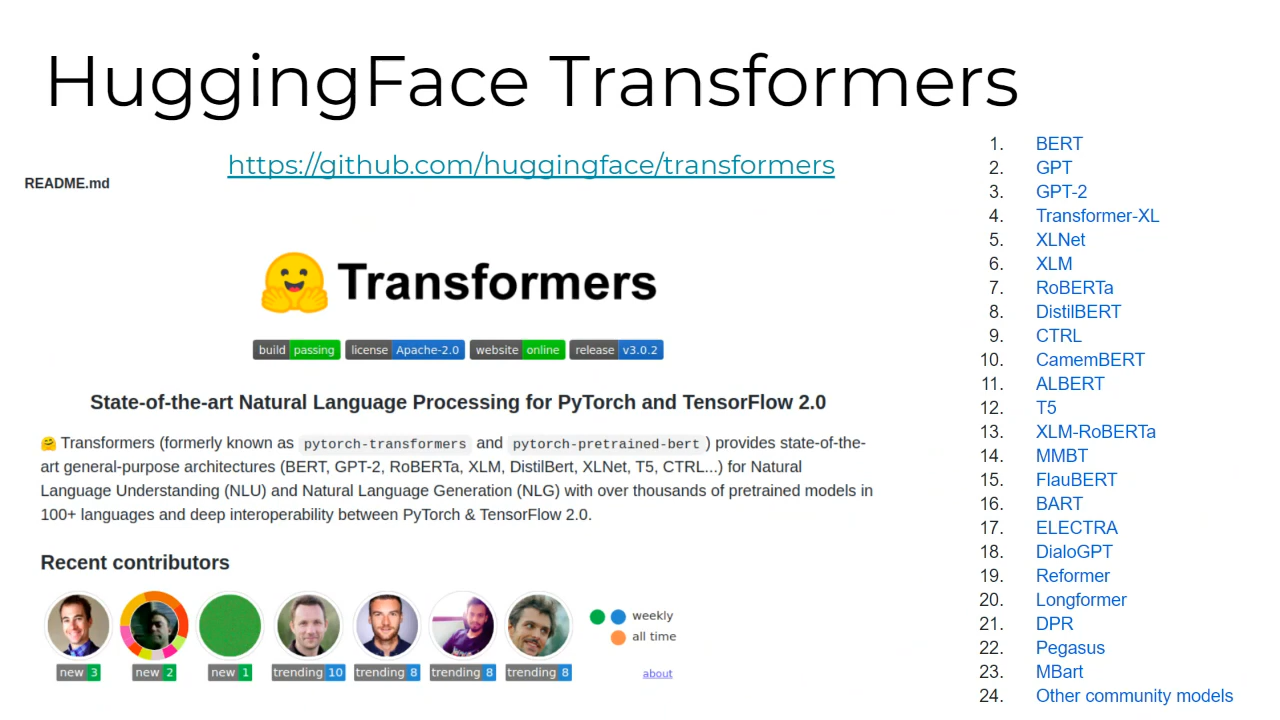 HuggingFace Transformers
https://github.com/huggingface/transformers
README.md
Transformers
build passing license Apache-2.0 website online release v3.0.2
State-of-the-art Natural Language Processing for PyTorch and TensorFlow 2.0
🤗 Transformers (formerly known as pytorch-transformers and pytorch-pretrained-bert) provides state-of-the-
art general-purpose architectures (BERT, GPT-2, RoBERTa, XLM, DistilBert, XLNet, T5, CTRL...) for Natural
Language Understanding (NLU) and Natural Language Generation (NLG) with over thousands of pretrained models in
100+ languages and deep interoperability between PyTorch & TensorFlow 2.0.
Recent contributors
weekly
all time
new 3 new 2 new 1 trending 10 trending 8 trending 8 trending 8
about
1. BERT
2. GPT
3. GPT-2
4. Transformer-XL
5. XLNet
6. XLM
7. RoBERTa
8. DistilBERT
9. CTRL
10. CamemBERT
11. ALBERT
12. T5
13. XLM-RoBERTa
14. MMBT
15. FlauBERT
16. BART
17. ELECTRA
18. DialoGPT
19. Reformer
20. Longformer
21. DPR
22. Pegasus
23. MBart
24. Other community models